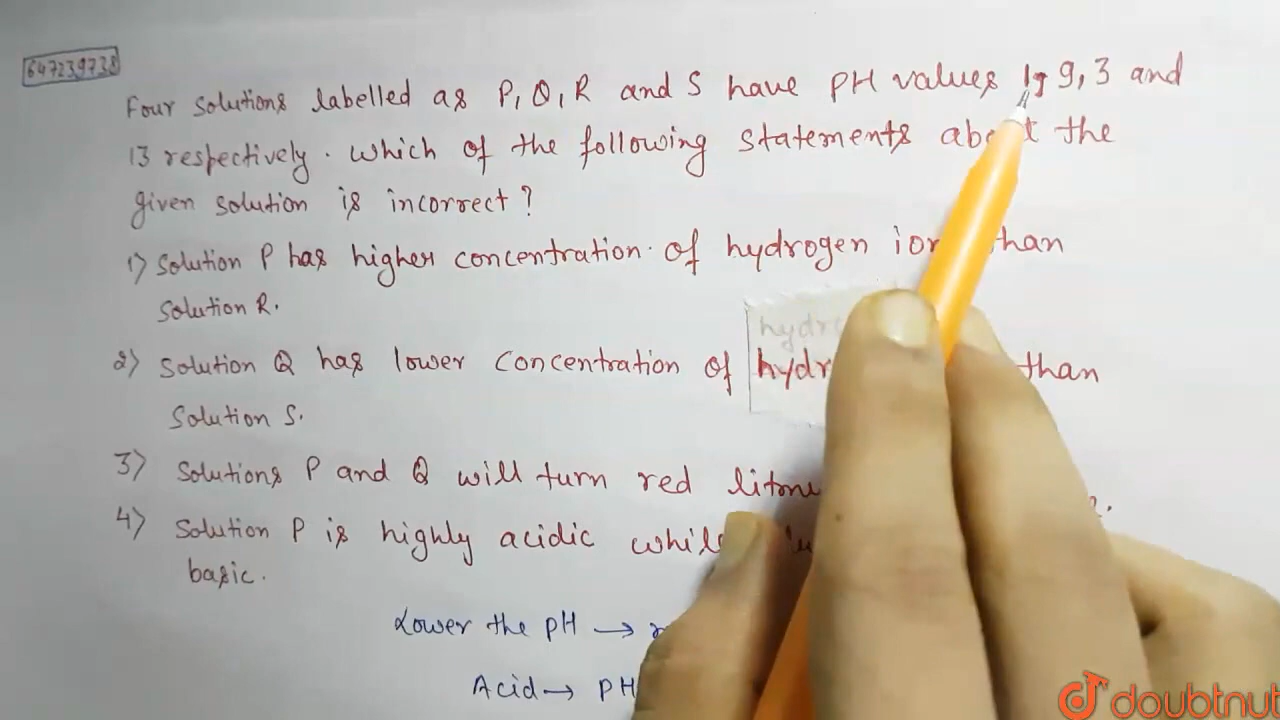 647239738
Four solutions labelled as P, Q, R and S have PH values 1, 9, 3 and
13 respectively. which of the following statements about the
given solution is incorrect?
1) Solution P has higher concentration of hydrogen than
solution R.
2) Solution Q has lower concentration of than
Solution S.
3) Solutions P and Q will turn red
4) Solution P is highly acidic
basic.
Lower the pH →
Acid → PH
doubtnut